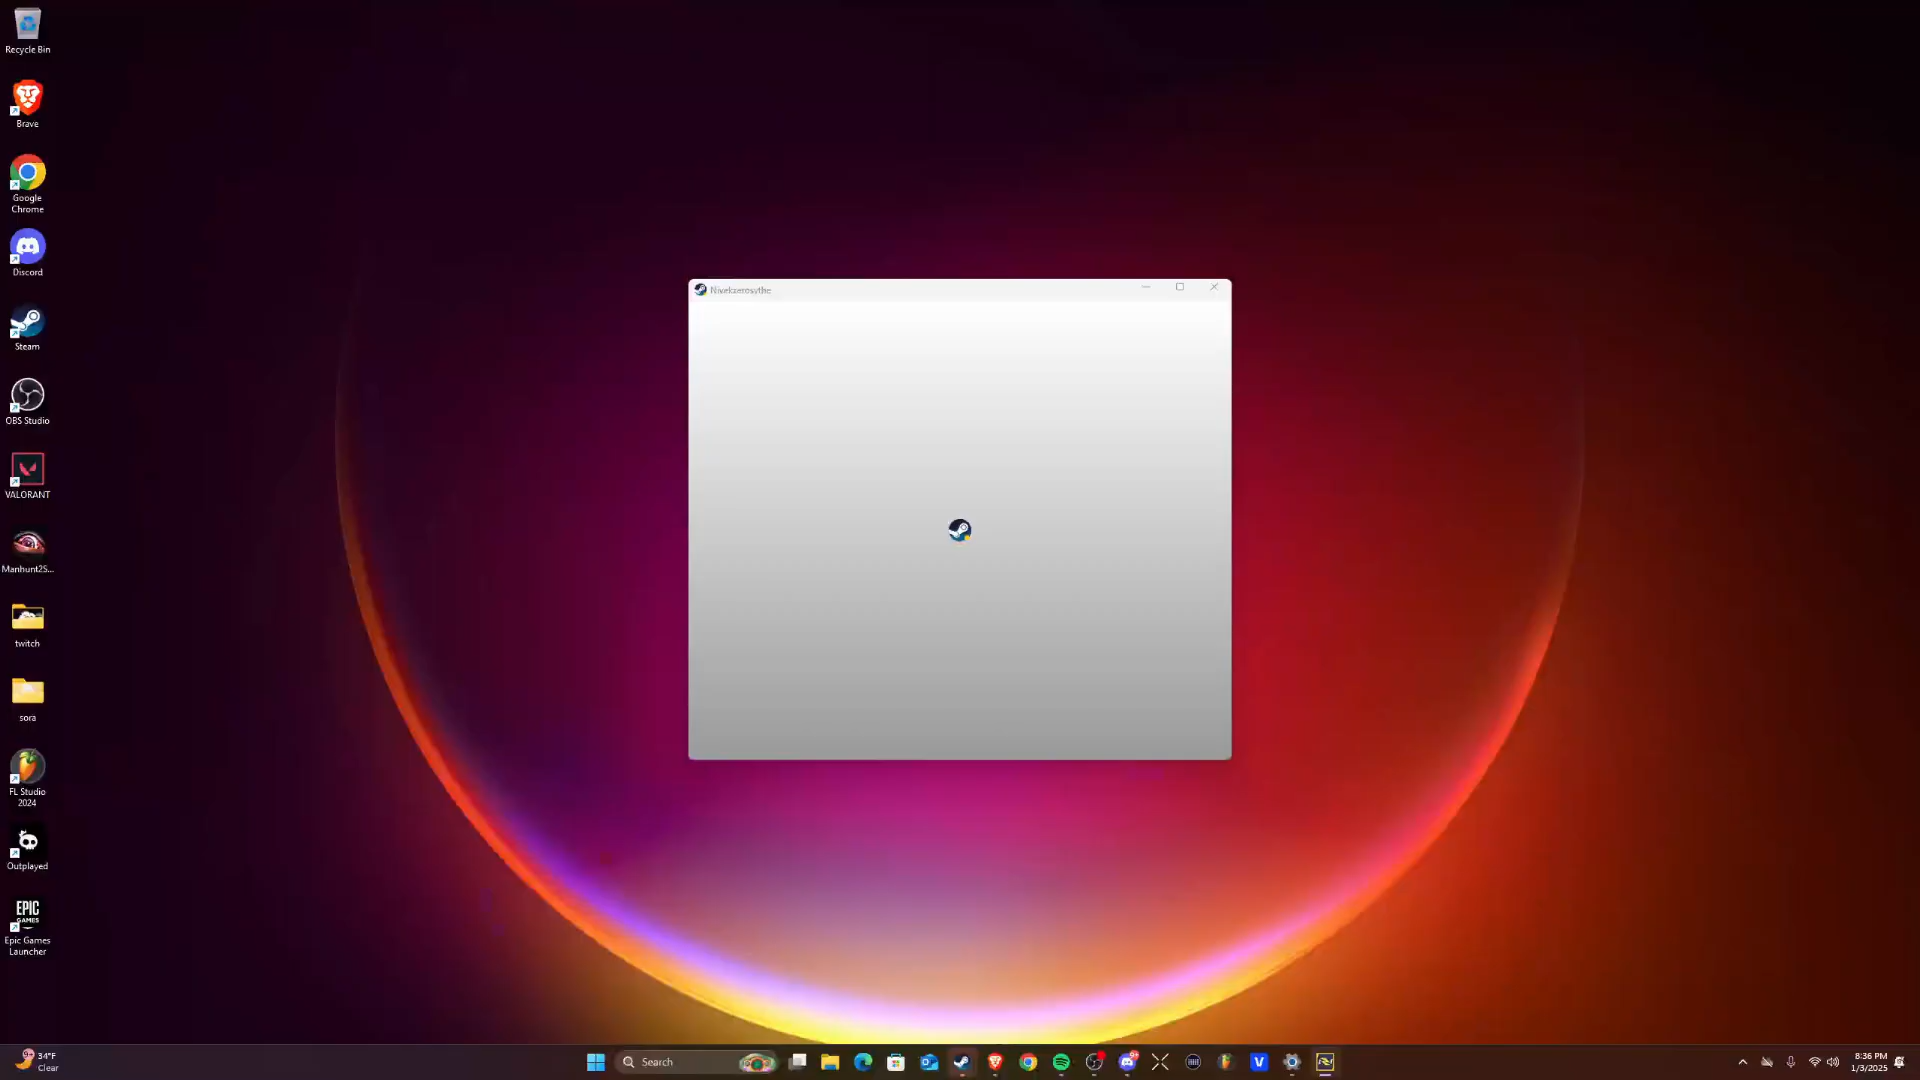 Recycle Bin
Brave
Google
Chrome
Discord
Steam
OBS Studio
VALORANT
Manhunt2S...
twitch
sora
FL Studio
2024
Outplayed
EPIC
GAMES
Epic Games
Launcher
Nivekzerosythe
34°F
Clear
Search
V
8:36 PM
1/3/2025